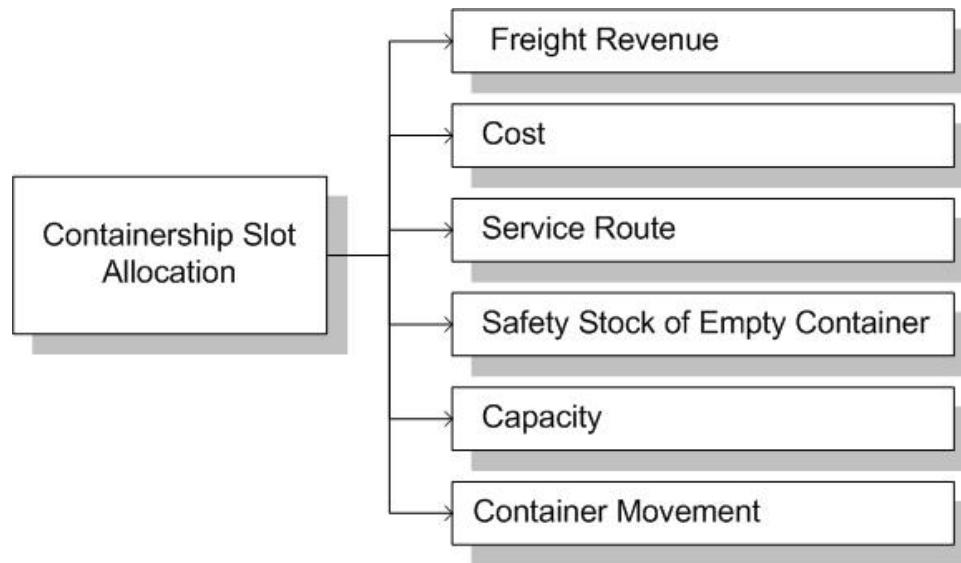 Freight Revenue
Cost
Containership Slot
Allocation
Service Route
Safety Stock of Empty Container
Capacity
Container Movement